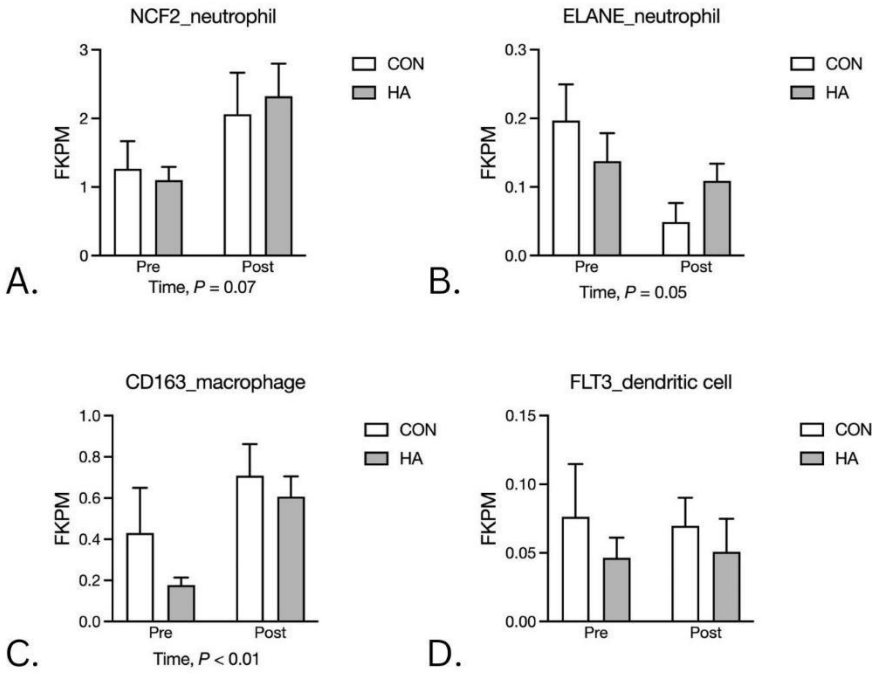 NCF2_neutrophil
3
2
1
0
FKPM
CON
HA
Pre Post
Time, P = 0.07
A.
ELANE_neutrophil
0.3
0.2
0.1
0.0
FKPM
CON
HA
Pre Post
Time, P = 0.05
B.
CD163_macrophage
1.0
0.8
0.6
0.4
0.2
0.0
FKPM
CON
HA
Pre Post
Time, P < 0.01
C.
FLT3_dendritic cell
0.15
0.10
0.05
0.00
FKPM
CON
HA
Pre Post
D.